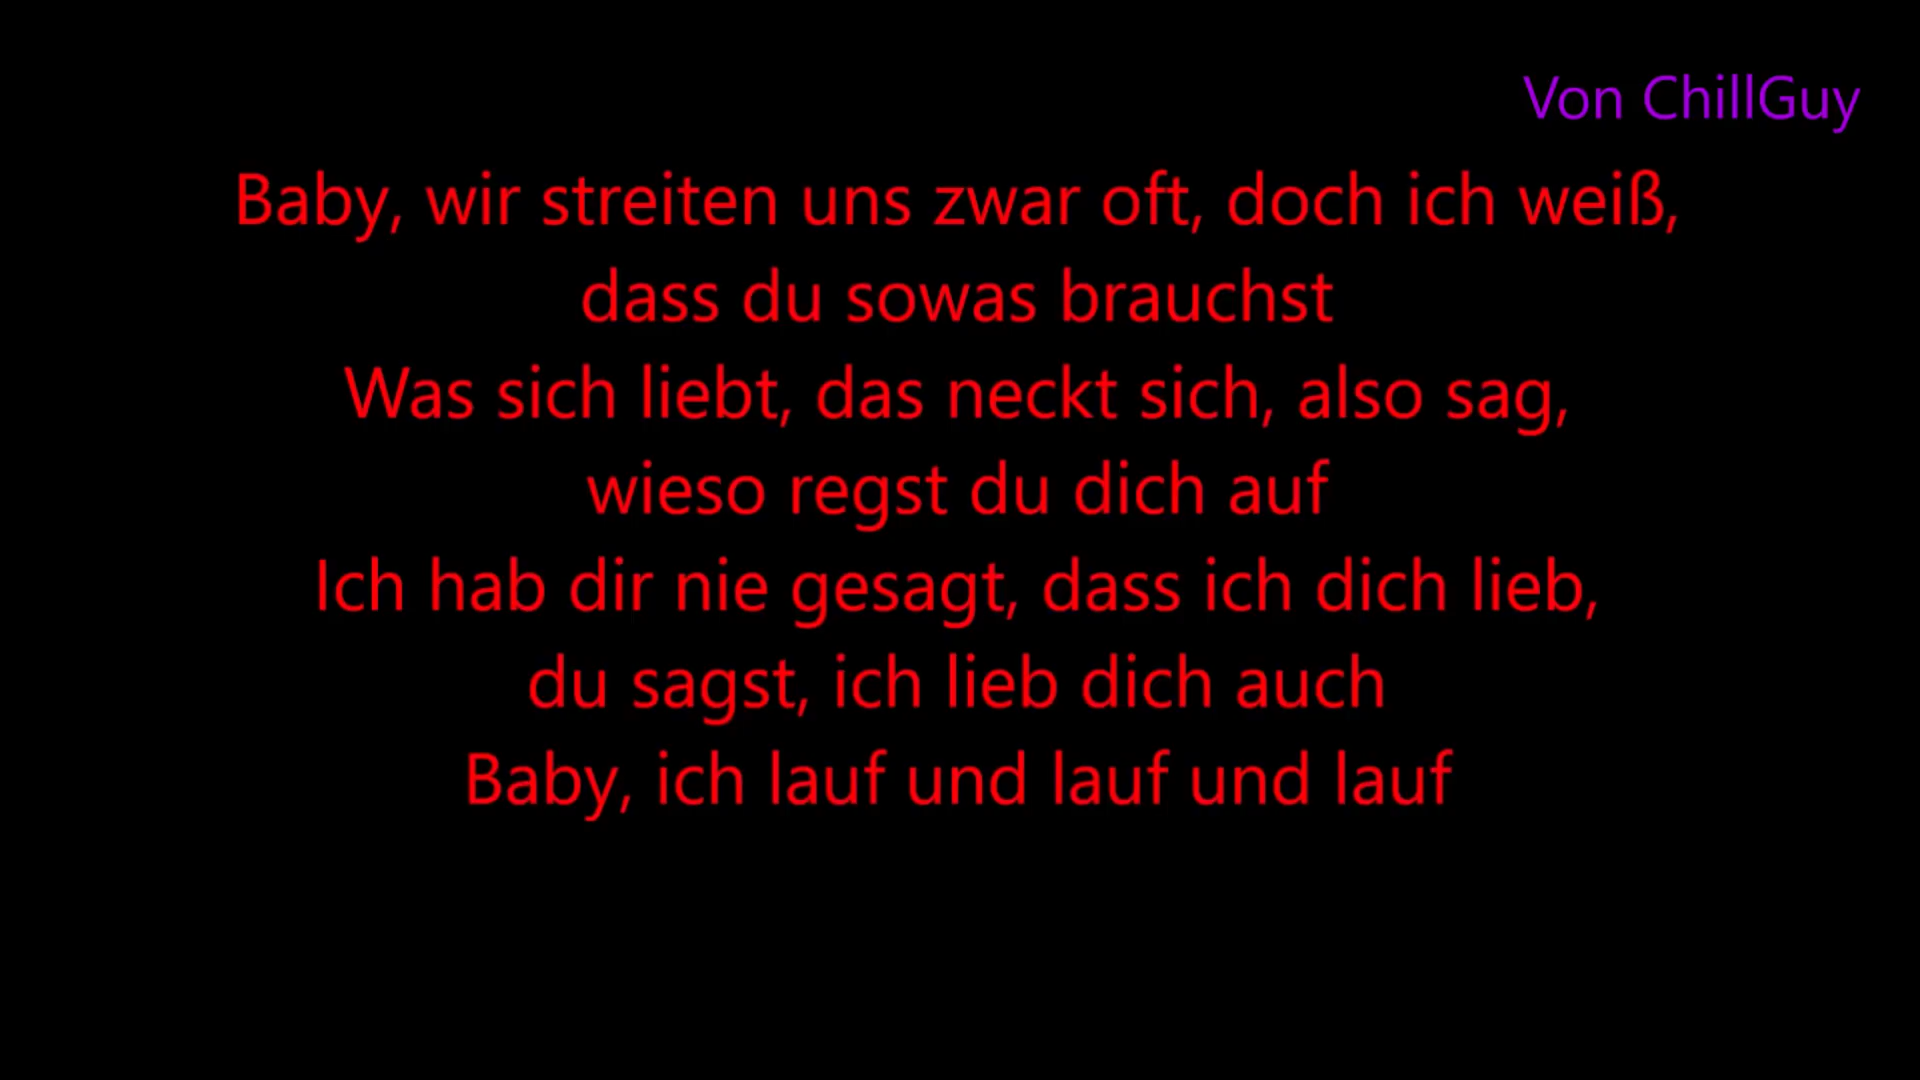 Von ChillGuy
Baby, wir streiten uns zwar oft, doch ich weiß,
dass du sowas brauchst
Was sich liebt, das neckt sich, also sag,
wieso regst du dich auf
Ich hab dir nie gesagt, dass ich dich lieb,
du sagst, ich lieb dich auch
Baby, ich lauf und lauf und lauf